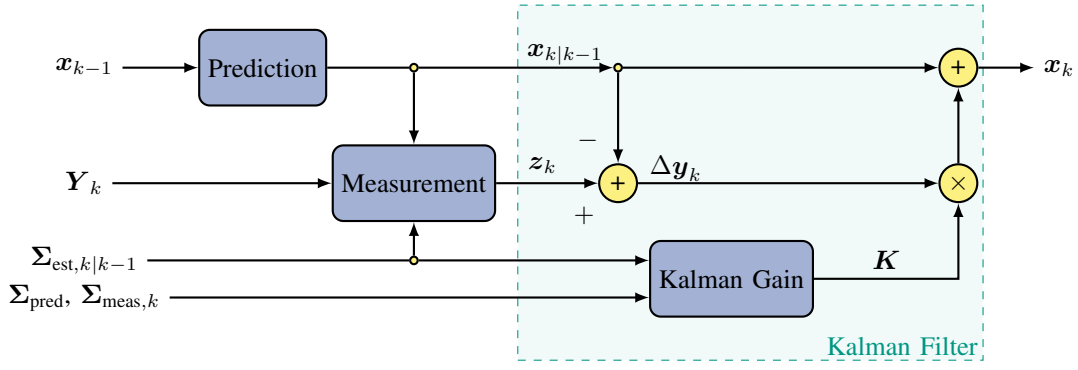 x_{k-1} Prediction x_{k|k-1} + x_k
−
Y_k Measurement z_k + Δy_k ×
+
Σ_{est,k|k-1} Kalman Gain K
Σ_{pred}, Σ_{meas,k}
Kalman Filter